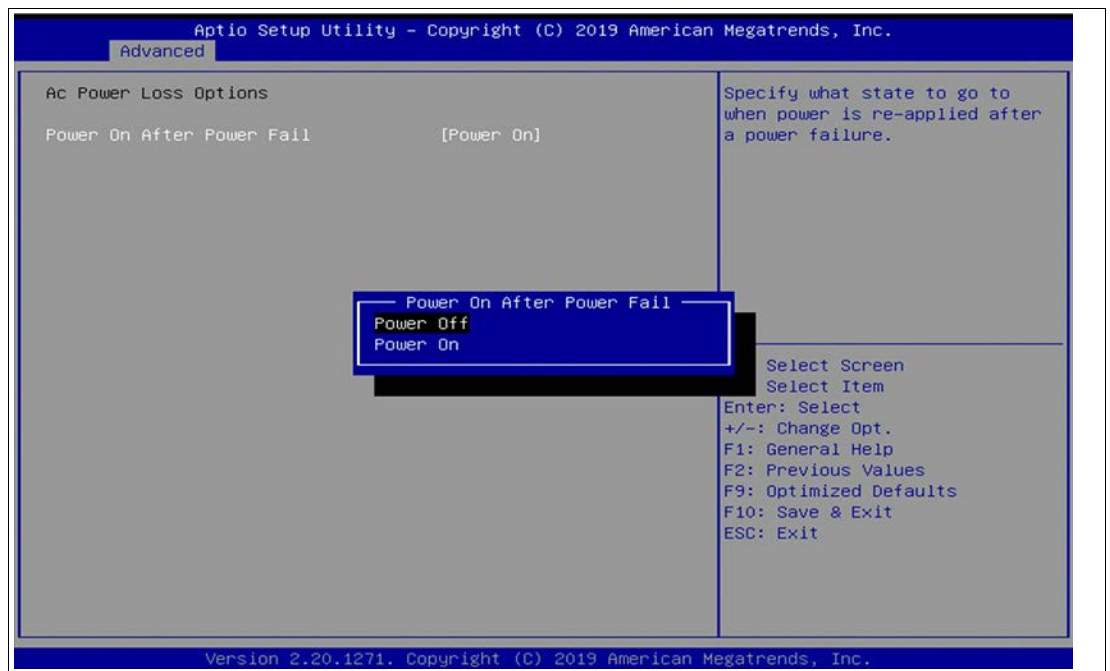 Aptio Setup Utility – Copyright (C) 2019 American Megatrends, Inc.
Advanced
Ac Power Loss Options
Power On After Power Fail [Power On]
Specify what state to go to
when power is re-applied after
a power failure.
Power On After Power Fail
Power Off
Power On
Select Screen
Select Item
Enter: Select
+/-: Change Opt.
F1: General Help
F2: Previous Values
F9: Optimized Defaults
F10: Save & Exit
ESC: Exit
Version 2.20.1271. Copyright (C) 2019 American Megatrends, Inc.